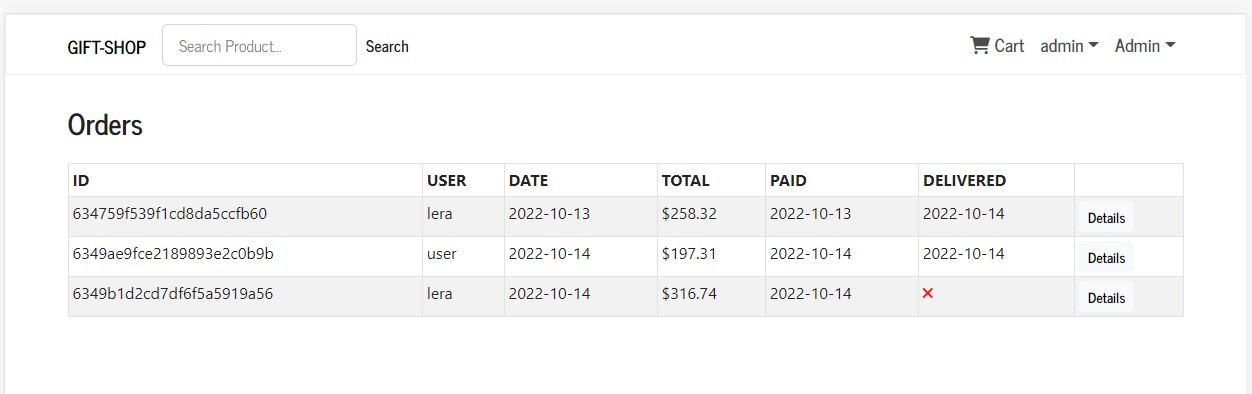 GIFT-SHOP Search Product... Search Cart admin Admin
Orders
ID USER DATE TOTAL PAID DELIVERED
634759f539f1cd8da5ccfb60 lera 2022-10-13 $258.32 2022-10-13 2022-10-14 Details
6349ae9fce2189893e2c0b9b user 2022-10-14 $197.31 2022-10-14 2022-10-14 Details
6349b1d2cd7df6f5a5919a56 lera 2022-10-14 $316.74 2022-10-14 Details